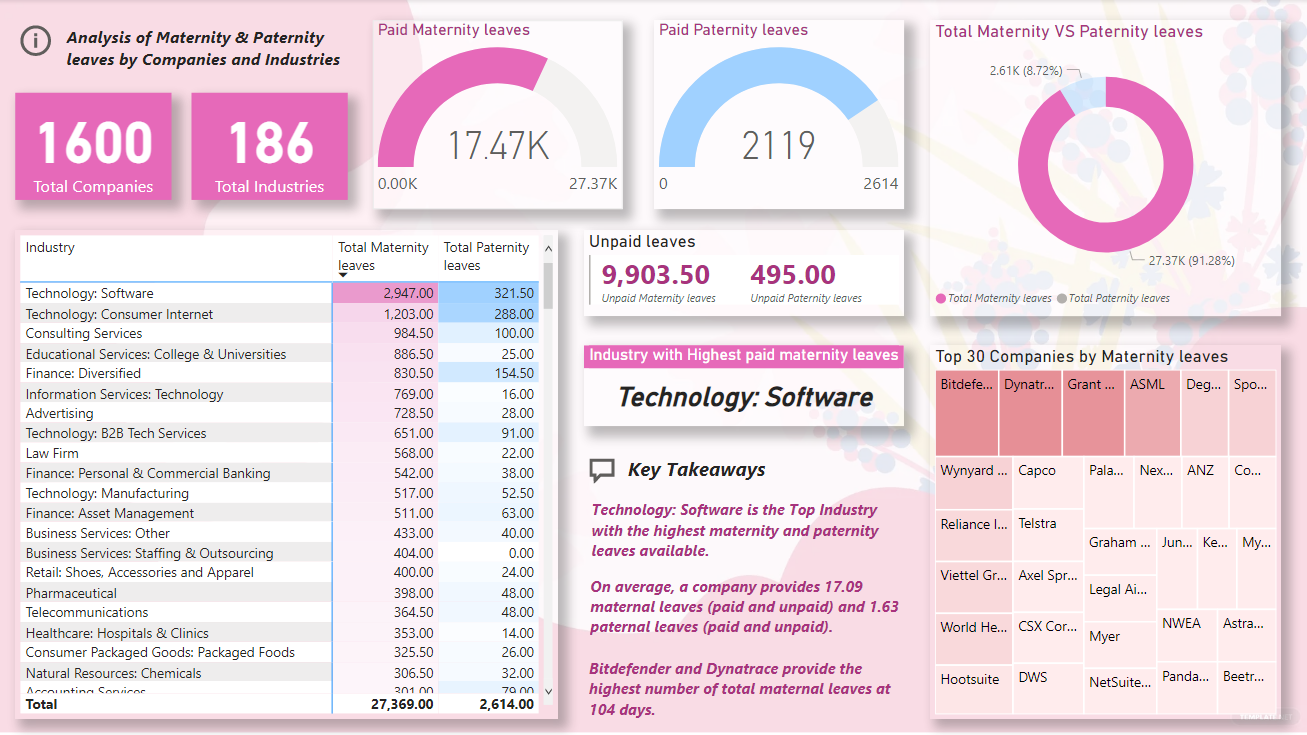 Analysis of Maternity & Paternity
leaves by Companies and Industries
1600
Total Companies
186
Total Industries
Paid Maternity leaves
17.47K
0.00K
27.37K
Paid Paternity leaves
2119
0
2614
Total Maternity VS Paternity leaves
2.61K (8.72%)
27.37K (91.28%)
Total Maternity leaves Total Paternity leaves
Industry Total Maternity leaves Total Paternity leaves
Technology: Software 2,947.00 321.50
Technology: Consumer Internet 1,203.00 288.00
Consulting Services 984.50 100.00
Educational Services: College & Universities 886.50 25.00
Finance: Diversified 830.50 154.50
Information Services: Technology 769.00 16.00
Advertising 728.50 28.00
Technology: B2B Tech Services 651.00 91.00
Law Firm 568.00 22.00
Finance: Personal & Commercial Banking 542.00 38.00
Technology: Manufacturing 517.00 52.50
Finance: Asset Management 511.00 63.00
Business Services: Other 433.00 40.00
Business Services: Staffing & Outsourcing 404.00 0.00
Retail: Shoes, Accessories and Apparel 400.00 24.00
Pharmaceutical 398.00 48.00
Telecommunications 364.50 48.00
Healthcare: Hospitals & Clinics 353.00 14.00
Consumer Packaged Goods: Packaged Foods 325.50 26.00
Natural Resources: Chemicals 306.50 32.00
Accounting Services 301.00 79.00
Total 27,369.00 2,614.00
Unpaid leaves
9,903.50 495.00
Unpaid Maternity leaves Unpaid Paternity leaves
Industry with Highest paid maternity leaves
Technology: Software
Key Takeaways
Technology: Software is the Top Industry
with the highest maternity and paternity
leaves available.
On average, a company provides 17.09
maternal leaves (paid and unpaid) and 1.63
paternal leaves (paid and unpaid).
Bitdefender and Dynatrace provide the
highest number of total maternal leaves at
104 days.
Top 30 Companies by Maternity leaves
Bitdefe... Dynatr... Grant ... ASML Deg... Spo...
Wynyard ... Capco Pala... Nex... ANZ Co...
Reliance I... Telstra
Graham ... Jun... Ke... My...
Viettel Gr... Axel Spr...
Legal Ai...
World He... CSX Cor... Myer NWEA Astra...
Hootsuite DWS NetSuite... Panda... Beetr...